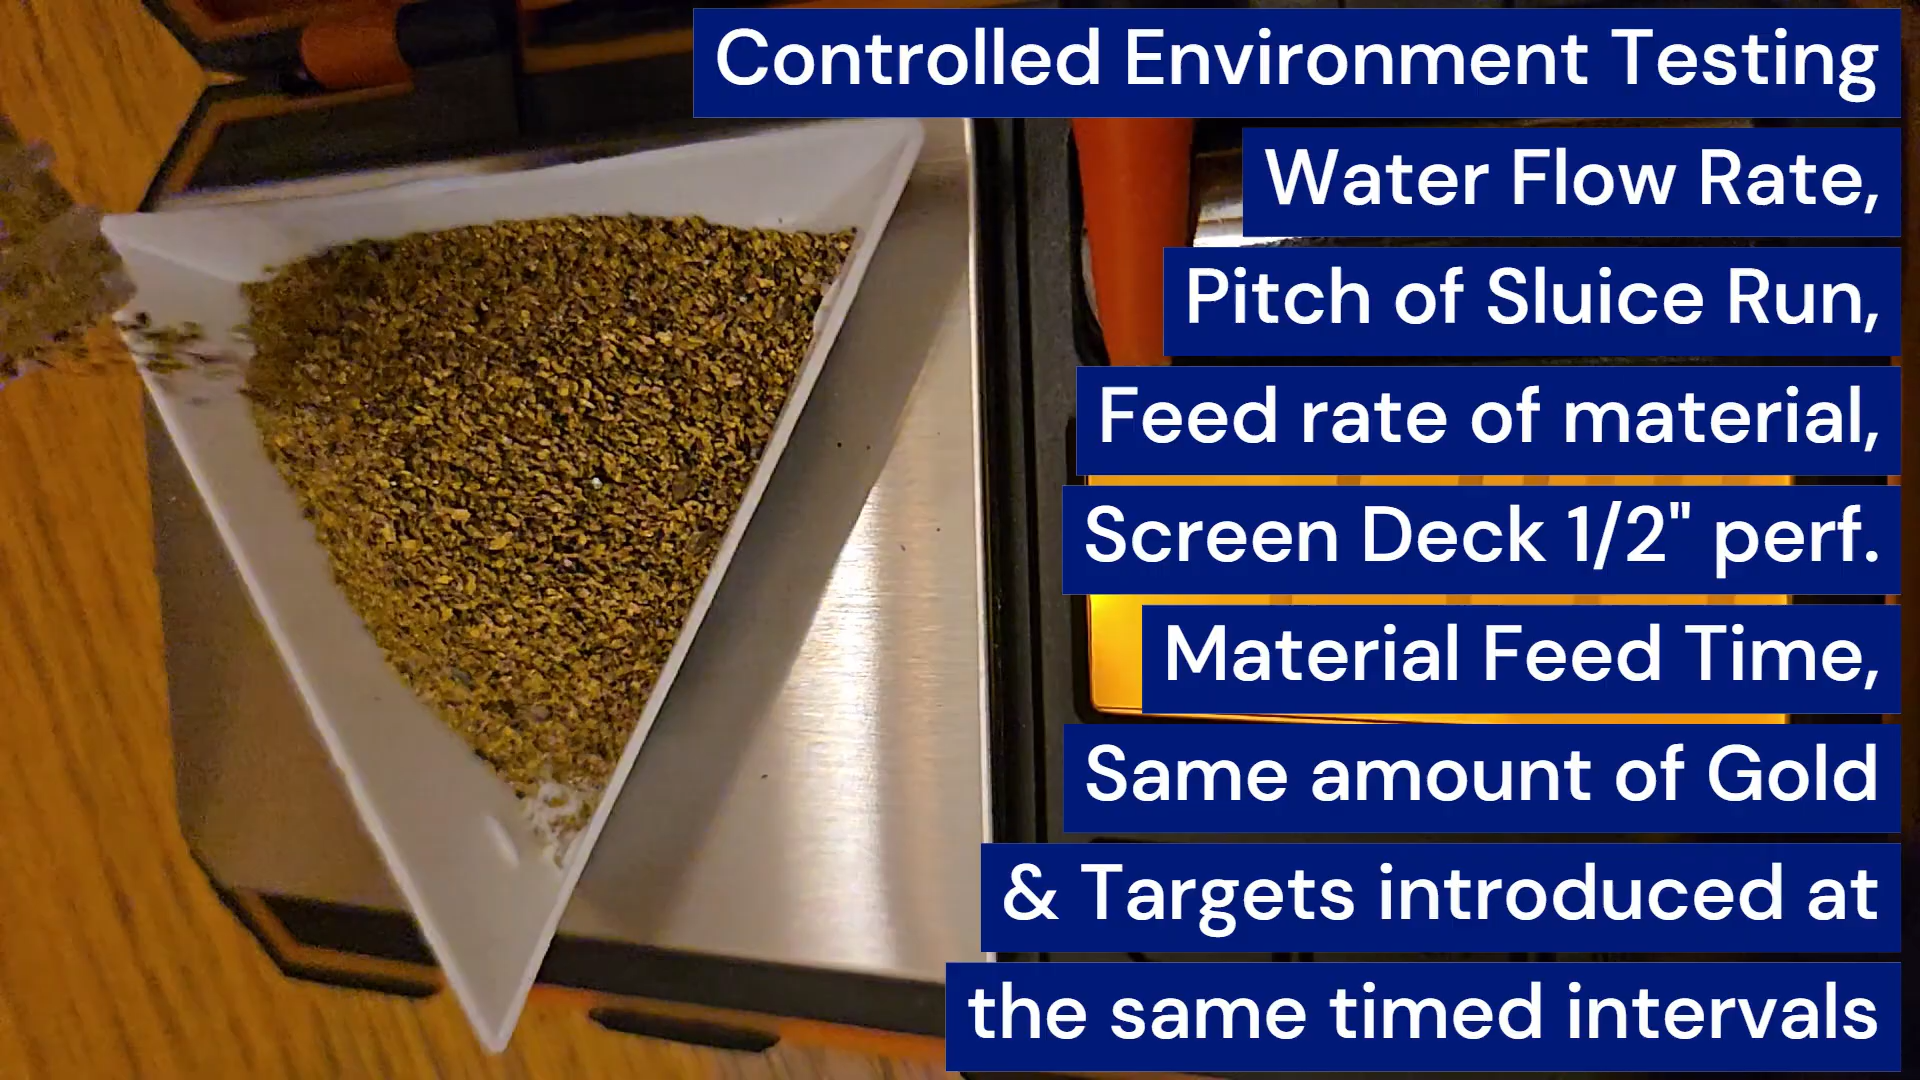 Controlled Environment Testing
Water Flow Rate,
Pitch of Sluice Run,
Feed rate of material,
Screen Deck 1/2" perf.
Material Feed Time,
Same amount of Gold
& Targets introduced at
the same timed intervals